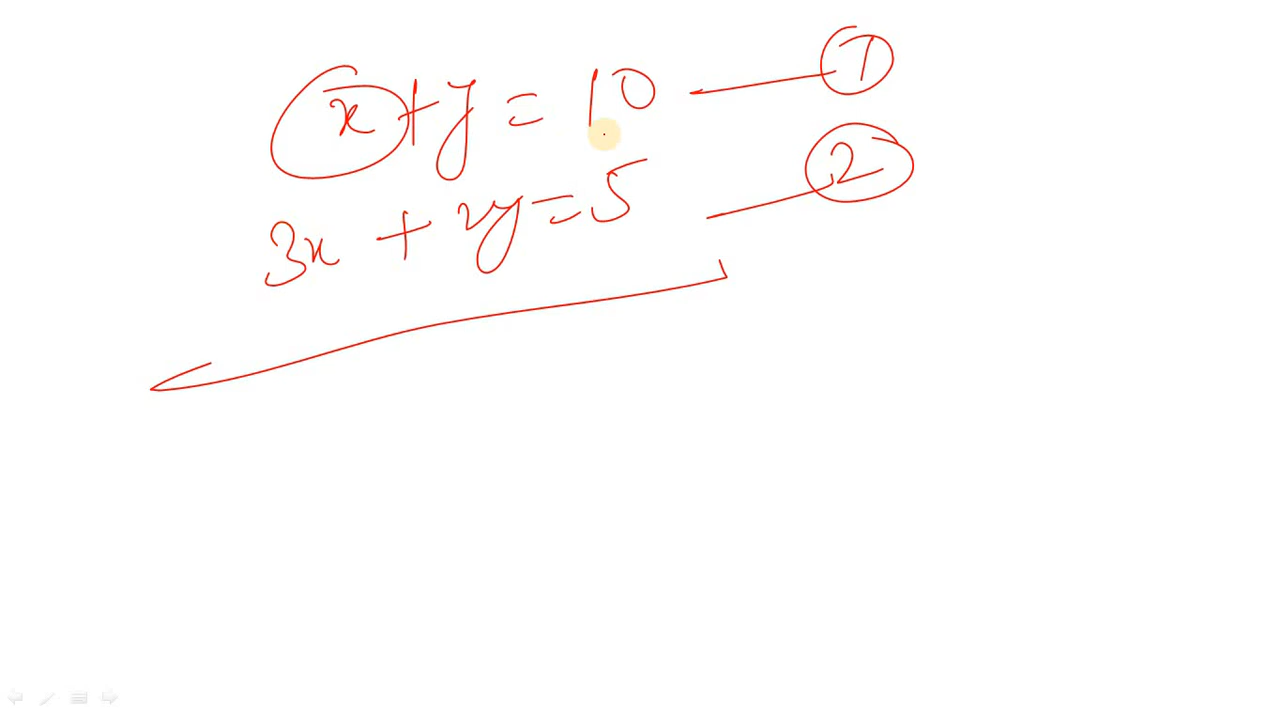 x + y = 10 ——— 1
3x + 2y = 5 ——— 2